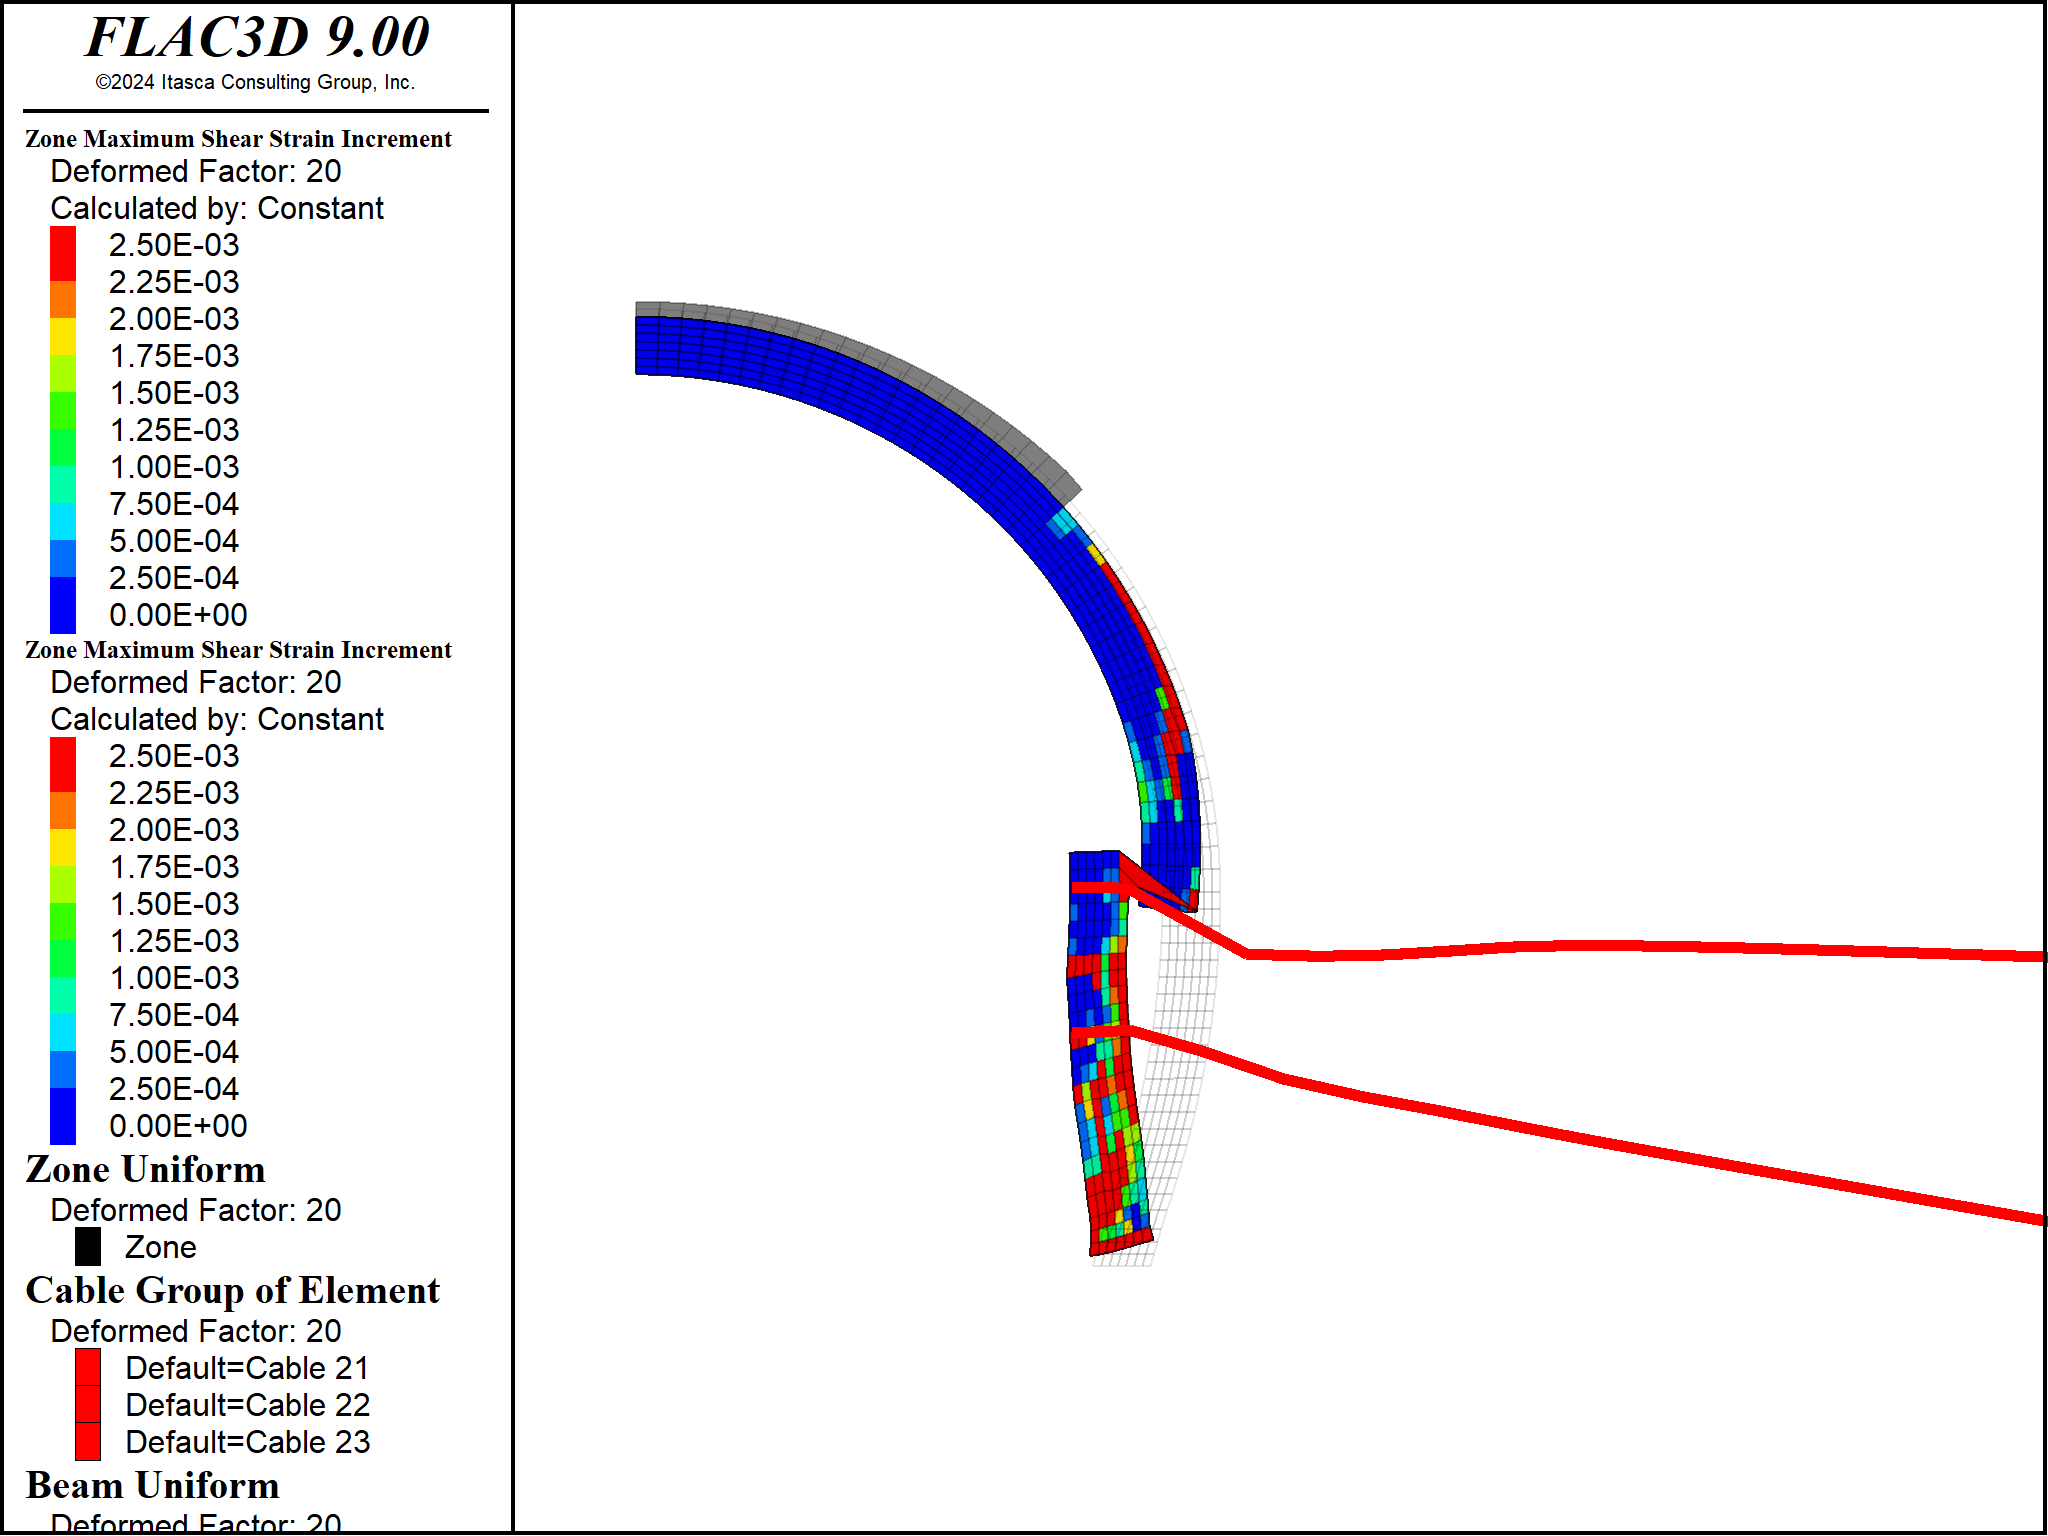 FLAC3D 9.00
©2024 Itasca Consulting Group, Inc.
Zone Maximum Shear Strain Increment
Deformed Factor: 20
Calculated by: Constant
2.50E-03
2.25E-03
2.00E-03
1.75E-03
1.50E-03
1.25E-03
1.00E-03
7.50E-04
5.00E-04
2.50E-04
0.00E+00
Zone Maximum Shear Strain Increment
Deformed Factor: 20
Calculated by: Constant
2.50E-03
2.25E-03
2.00E-03
1.75E-03
1.50E-03
1.25E-03
1.00E-03
7.50E-04
5.00E-04
2.50E-04
0.00E+00
Zone Uniform
Deformed Factor: 20
Zone
Cable Group of Element
Deformed Factor: 20
Default=Cable 21
Default=Cable 22
Default=Cable 23
Beam Uniform
Deformed Factor: 20